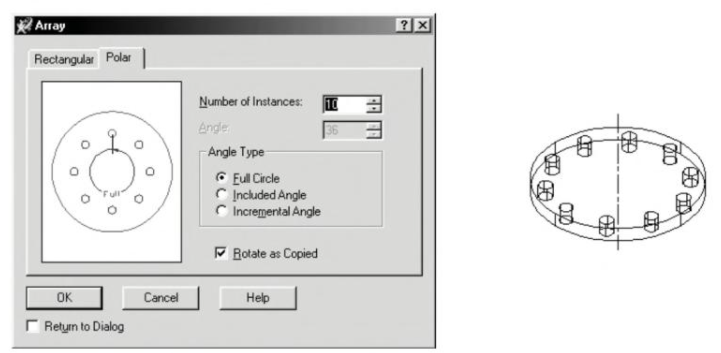 Array
Rectangular Polar
Number of Instances: 10
Angle: 36
Angle Type
Full Circle
Included Angle
Incremental Angle
Full
Rotate as Copied
OK Cancel Help
Return to Dialog